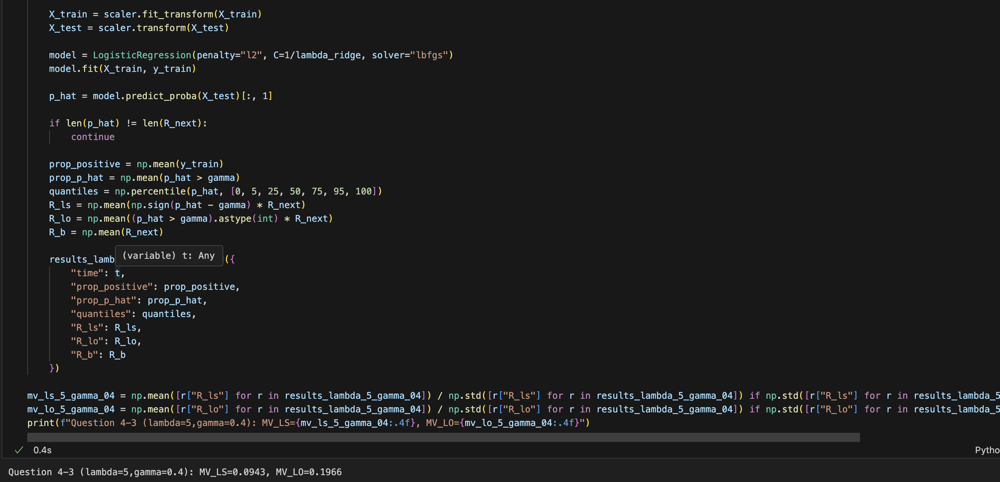 X_train = scaler.fit_transform(X_train)
X_test = scaler.transform(X_test)
model = LogisticRegression(penalty="l2", C=1/lambda_ridge, solver="lbfgs")
model.fit(X_train, y_train)
p_hat = model.predict_proba(X_test)[:, 1]
if len(p_hat) != len(R_next):
continue
prop_positive = np.mean(y_train)
prop_p_hat = np.mean(p_hat > gamma)
quantiles = np.percentile(p_hat, [0, 5, 25, 50, 75, 95, 100])
R_ls = np.mean(np.sign(p_hat - gamma) * R_next)
R_lo = np.mean((p_hat > gamma).astype(int) * R_next)
R_b = np.mean(R_next)
(variable) t: Any
results_lamb ({
"time": t,
"prop_positive": prop_positive,
"prop_p_hat": prop_p_hat,
"quantiles": quantiles,
"R_ls": R_ls,
"R_lo": R_lo,
"R_b": R_b
})
mv_ls_5_gamma_04 = np.mean([r["R_ls"] for r in results_lambda_5_gamma_04]) / np.std([r["R_ls"] for r in results_lambda_5_gamma_04]) if np.std([r["R_ls"] for r in results_lambda_5
mv_lo_5_gamma_04 = np.mean([r["R_lo"] for r in results_lambda_5_gamma_04]) / np.std([r["R_lo"] for r in results_lambda_5_gamma_04]) if np.std([r["R_lo"] for r in results_lambda_5
print(f"Question 4-3 (lambda=5,gamma=0.4): MV_LS={mv_ls_5_gamma_04:.4f}, MV_LO={mv_lo_5_gamma_04:.4f}")
0.4s
Pytho
Question 4-3 (lambda=5,gamma=0.4): MV_LS=0.0943, MV_LO=0.1966